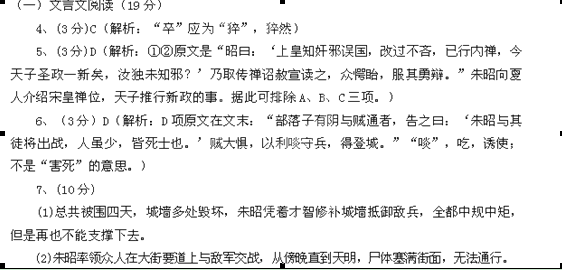 （一）文言文阅读（19 分）
4、(3 分)C（解析：“卒”应为“猝”，猝然）
5、(3 分)D（解析：①②原文是“昭曰：‘上皇知奸邪误国，改过不吝，已行内禅，今
天子圣政一新矣，汝独未知邪？’乃取传禅诏赦宣读之，众愕眙，服其勇辩。”朱昭向夏
人介绍宋皇禅位，天子推行新政的事。据此可排除 A、B、C 三项。）
6、（3 分）D（解析：D 项原文在文末：“部落子有阴与贼通者，告之曰：‘朱昭与其
徒将出战，人虽少，皆死士也。’贼大惧，以利啖守兵，得登城。”“啖”，吃，诱使；
不是“害死”的意思。）
7、(10 分)
(1)总共被围四天，城墙多处毁坏，朱昭凭着才智修补城墙抵御敌兵，全都中规中矩，
但是再也不能支撑下去。
(2)朱昭率领众人在大街要道上与敌军交战，从傍晚直到天明，尸体塞满街面，无法通行。